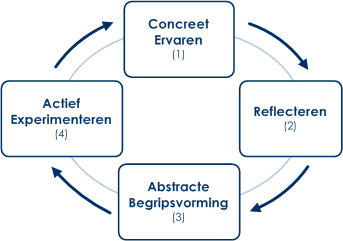 Concreet
Ervaren
(1)
Reflecteren
(2)
Abstracte
Begripsvorming
(3)
Actief
Experimenteren
(4)